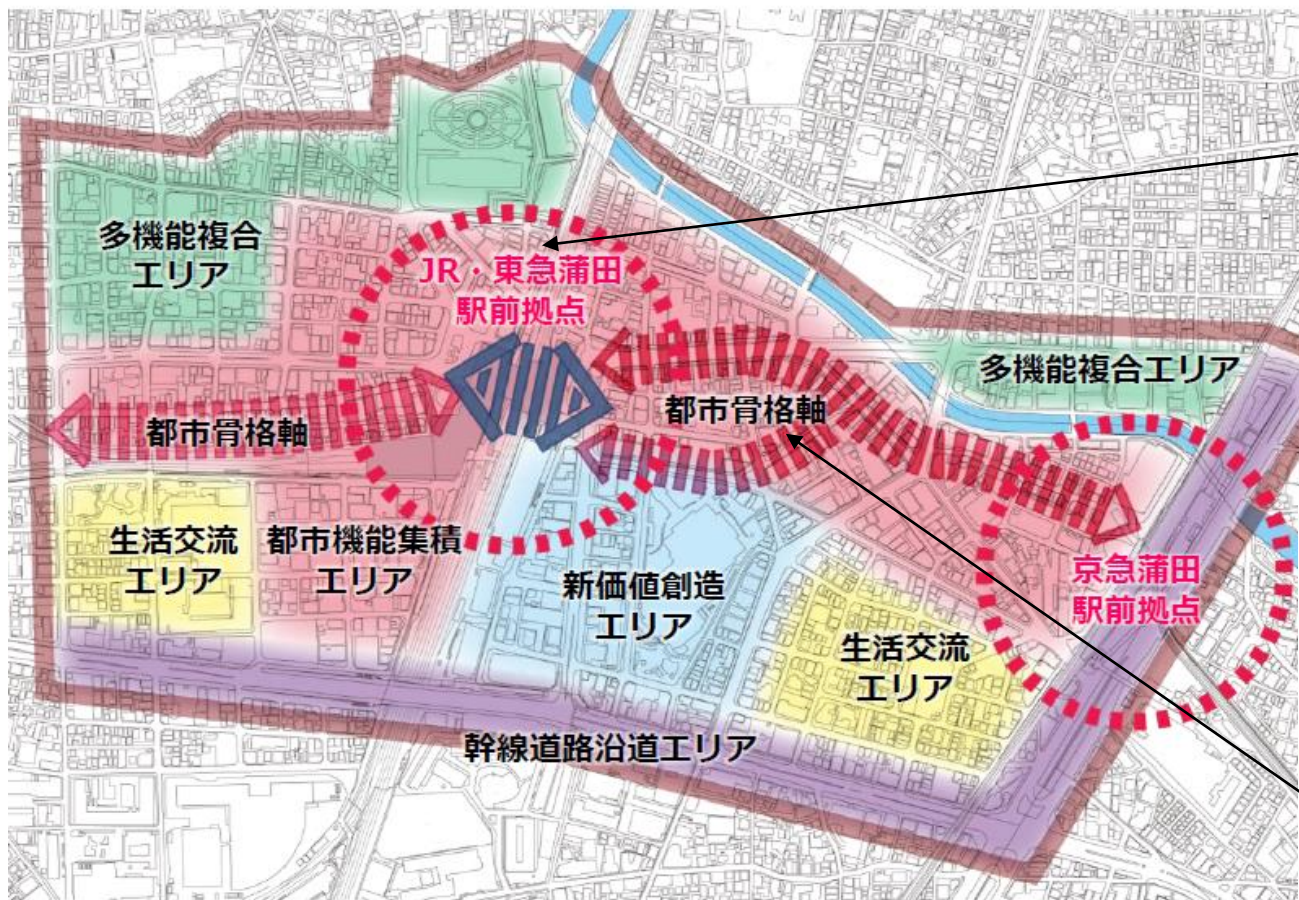 多機能複合
エリア
JR・東急蒲田
駅前拠点
多機能複合エリア
都市骨格軸
都市骨格軸
生活交流
エリア
都市機能集積
エリア
新価値創造
エリア
京急蒲田
駅前拠点
生活交流
エリア
幹線道路沿道エリア